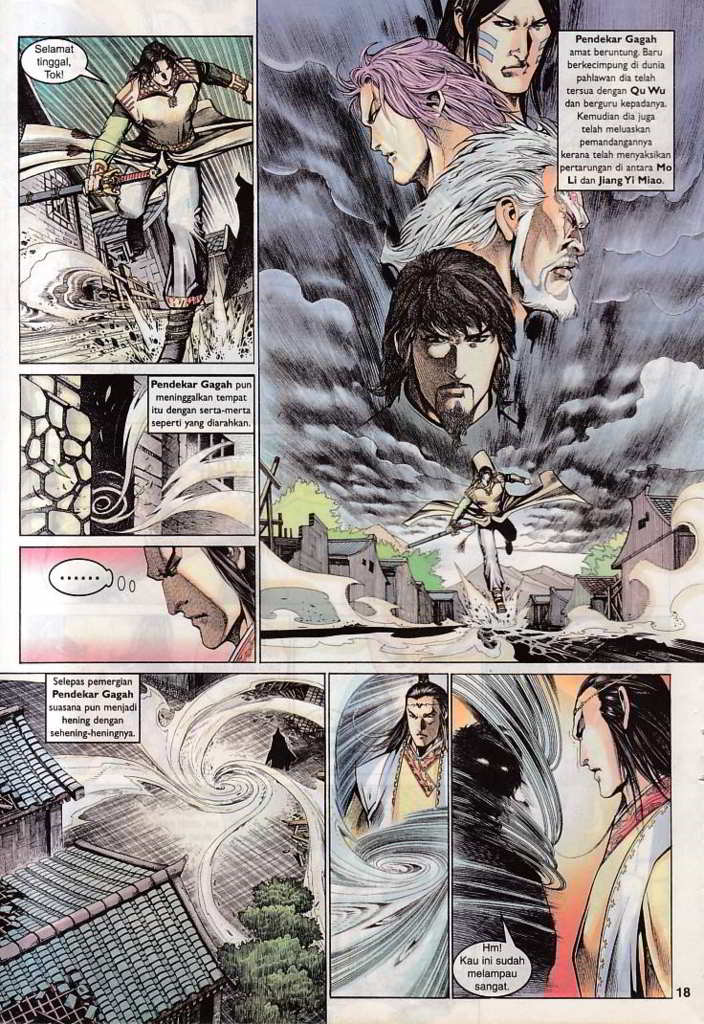 Selamat
tinggal,
Tok!
Pendekar Gagah
amat beruntung. Baru
berkecimpung di dunia
pahlawan dia telah
tersua dengan Qu Wu
dan berguru kepadanya.
Kemudian dia juga
telah meluaskan
pemandangannya
kerana telah menyaksikan
pertarungan di antara Mo
Li dan Jiang Yi Miao.
Pendekar Gagah pun
meninggalkan tempat
itu dengan serta-merta
seperti yang diarahkan.
......
Selepas pemergian
Pendekar Gagah
suasana pun menjadi
hening dengan
sehening-heningnya.
Hm!
Kau ini sudah
melampau
sangat.
18